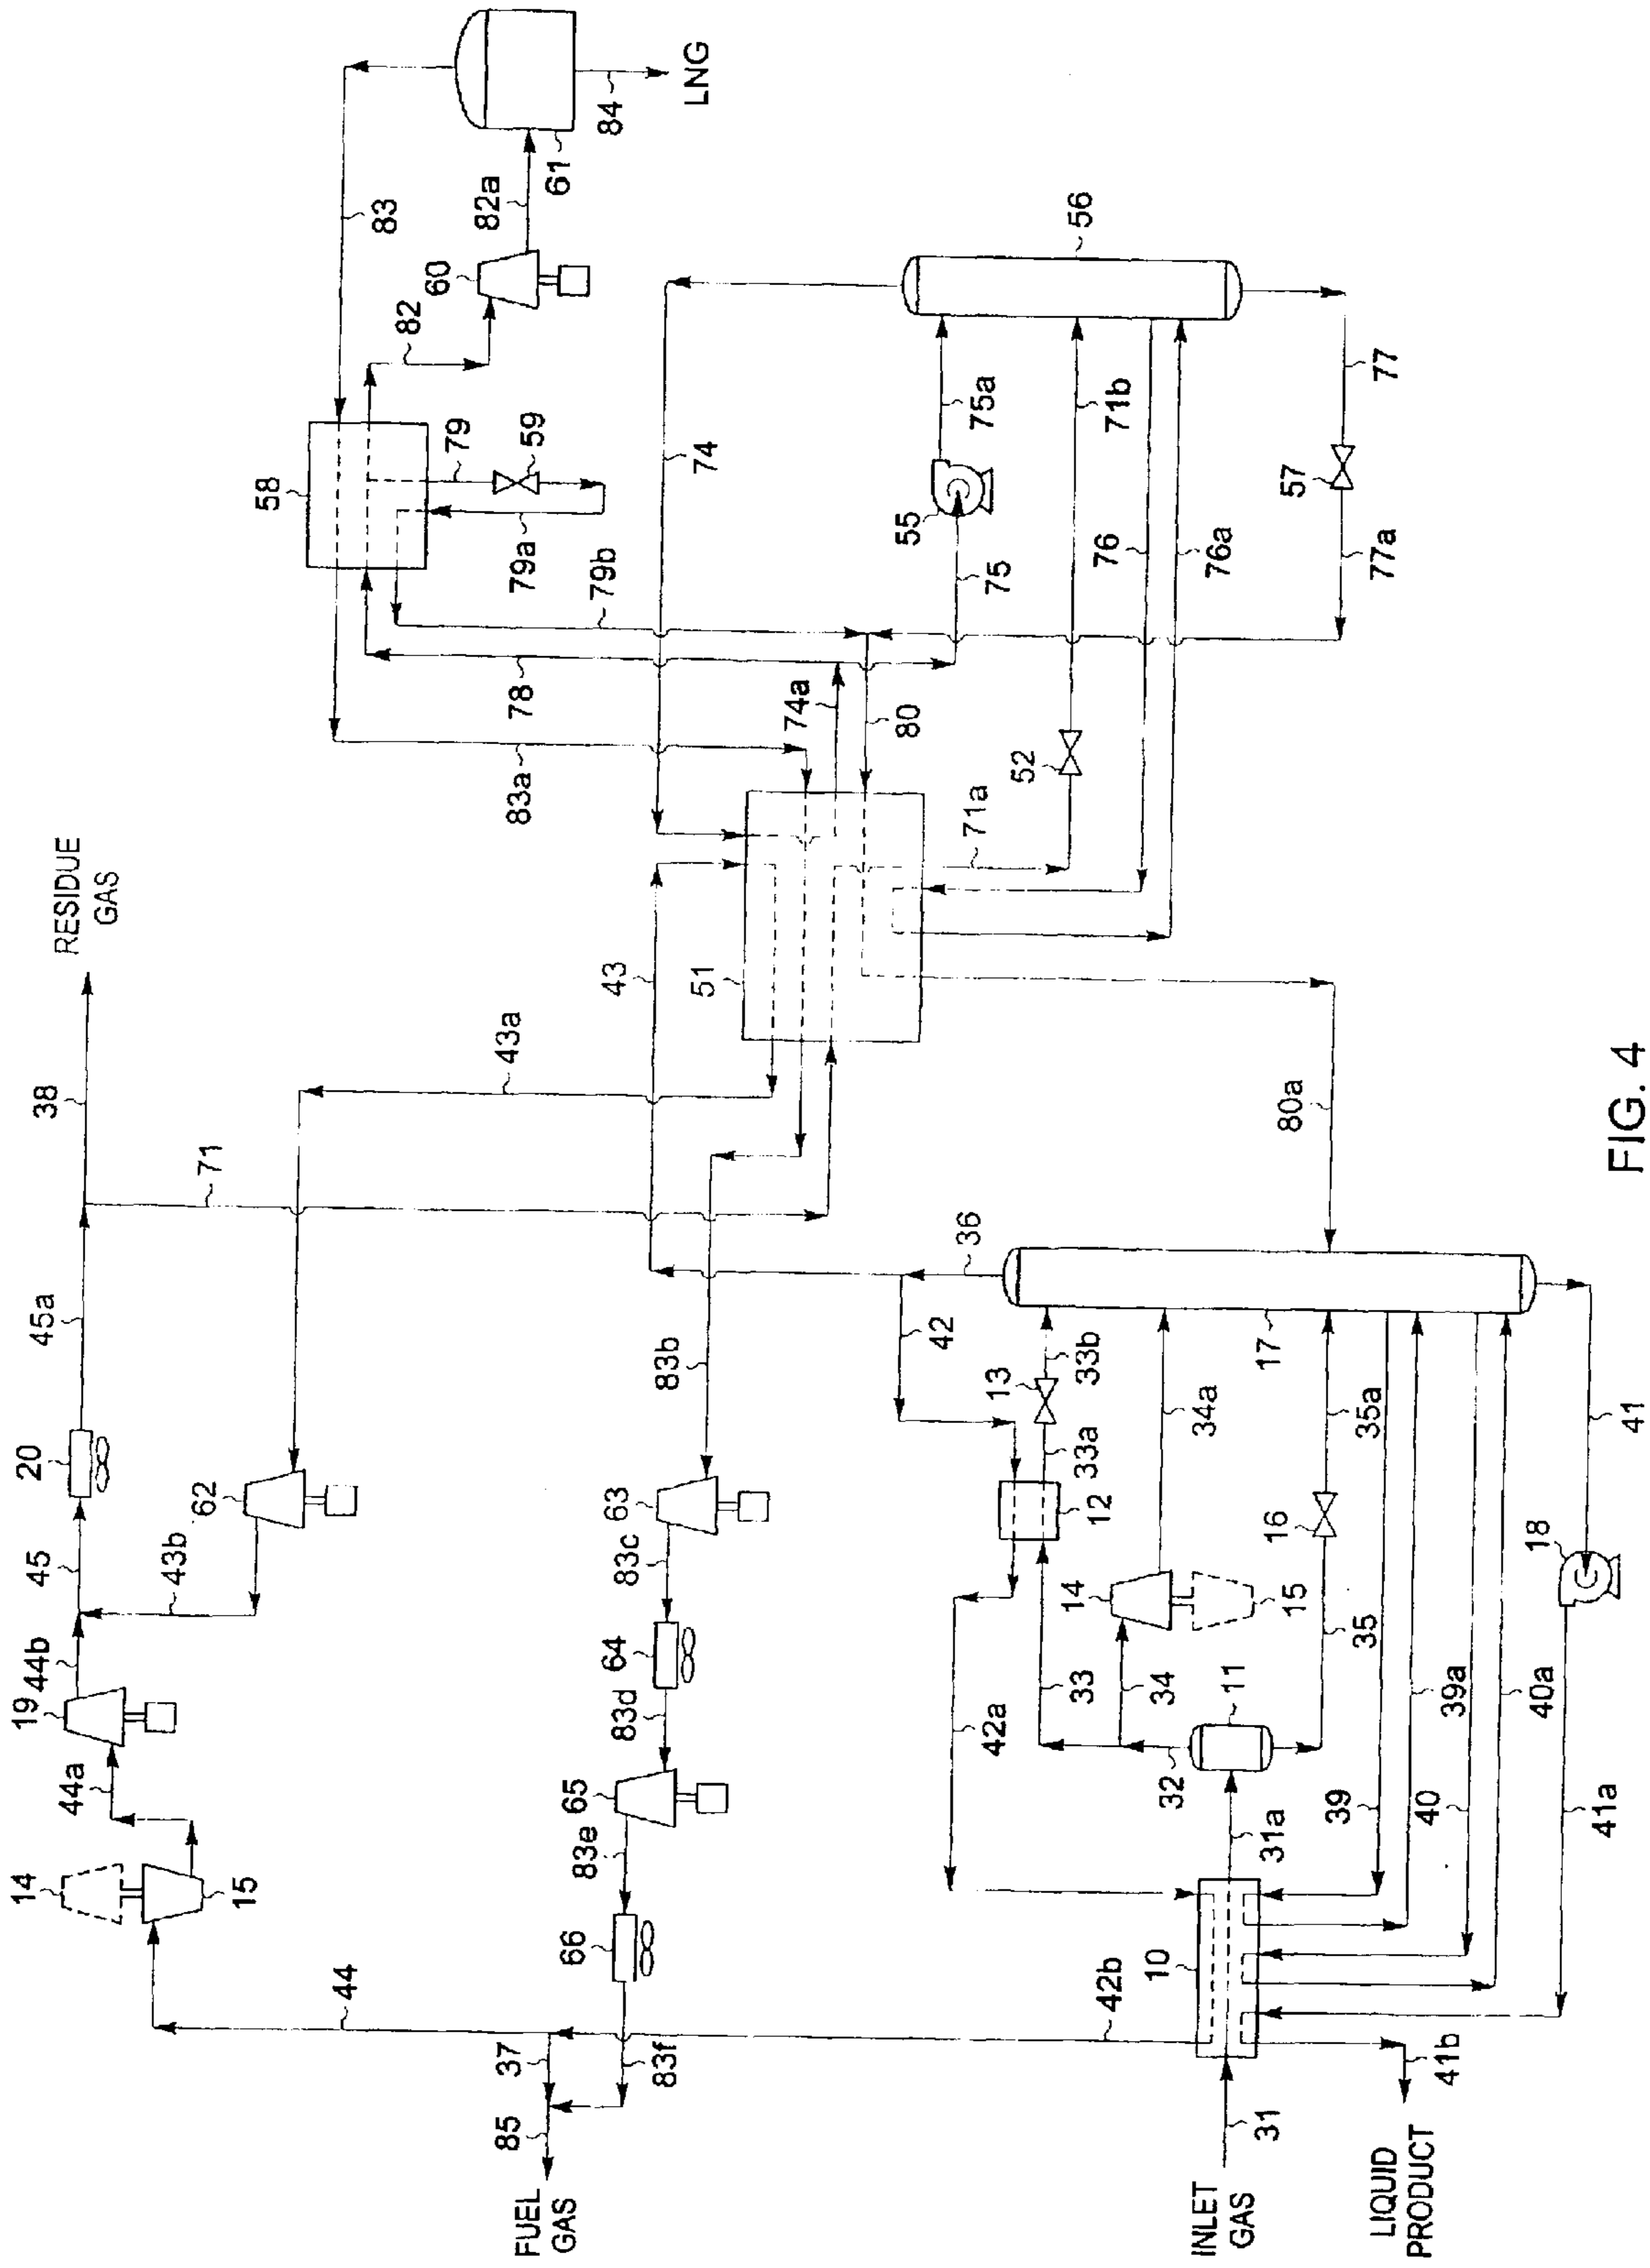 RESIDUE
GAS
14
19
20
44a
44b
45
45a
38
15
43b
62
71
58
83
44
82
60
79
82a
59
43a
79a
78
83a
79b
61
84
LNG
FUEL
GAS
85
37
66
83e
65
83d
64
83c
63
83b
43
83f
51
74
74a
80
55
75a
75
56
42
36
42b
42a
13
33b
33a
12
52
71a
71b
33
34
14
15
34a
76
76a
10
32
11
31a
17
16
35
35a
80a
57
77
77a
INLET
GAS
31
39
39a
40
40a
LIQUID
PRODUCT
41b
41a
18
41
FIG. 4